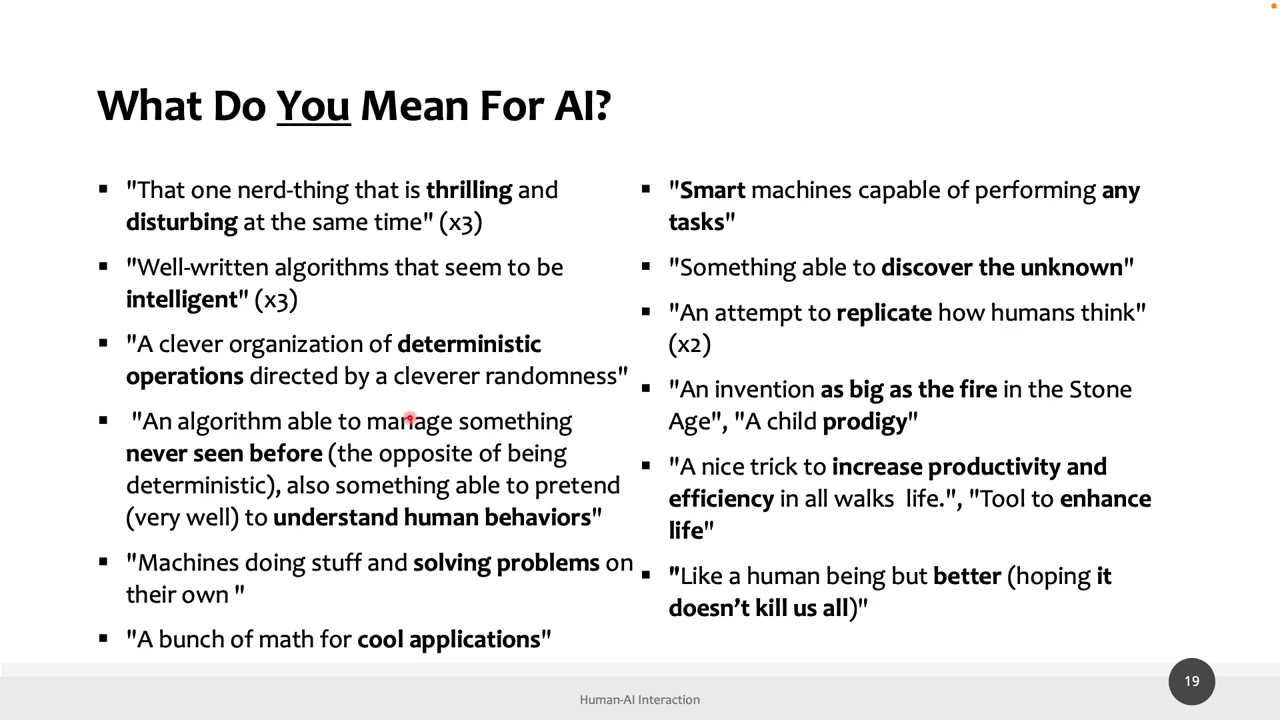 What Do You Mean For AI?
▪ "That one nerd-thing that is thrilling and
disturbing at the same time" (x3)
▪ "Well-written algorithms that seem to be
intelligent" (x3)
▪ "A clever organization of deterministic
operations directed by a cleverer randomness"
▪ "An algorithm able to manage something
never seen before (the opposite of being
deterministic), also something able to pretend
(very well) to understand human behaviors"
▪ "Machines doing stuff and solving problems on
their own "
▪ "A bunch of math for cool applications"
▪ "Smart machines capable of performing any
tasks"
▪ "Something able to discover the unknown"
▪ "An attempt to replicate how humans think"
(x2)
▪ "An invention as big as the fire in the Stone
Age", "A child prodigy"
▪ "A nice trick to increase productivity and
efficiency in all walks  life.", "Tool to enhance
life"
▪ "Like a human being but better (hoping it
doesn’t kill us all)"
Human-AI Interaction
19